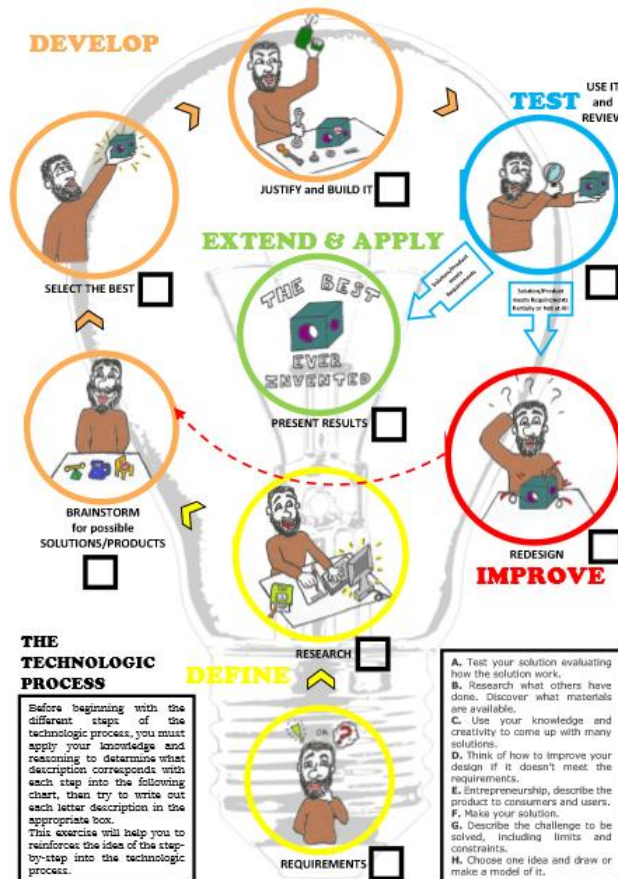 DEVELOP
JUSTIFY and BUILD IT
TEST
USE IT
and
REVIEW
SELECT THE BEST
EXTEND & APPLY
Solution/Product
meets
Requirements
Solution/Product
meets Requirements
Partially or Not at All
THE BEST
EVER
INVENTED
PRESENT RESULTS
BRAINSTORM
for possible
SOLUTIONS/PRODUCTS
REDESIGN
IMPROVE
RESEARCH
DEFINE
OR
REQUIREMENTS
THE
TECHNOLOGIC
PROCESS
Before beginning with the
different steps of the
technologic process, you must
apply your knowledge and
reasoning to determine what
description corresponds with
each step into the following
chart, then try to write out
each letter description in the
appropriate box.
This exercise will help you to
reinforces the idea of the step-
by-step into the technologic
process.
A. Test your solution evaluating
how the solution work.
B. Research what others have
done. Discover what materials
are available.
C. Use your knowledge and
creativity to come up with many
solutions.
D. Think of how to improve your
design if it doesn't meet the
requirements.
E. Entrepreneurship, describe the
product to consumers and users.
F. Make your solution.
G. Describe the challenge to be
solved, including limits and
constraints.
H. Choose one idea and draw or
make a model of it.